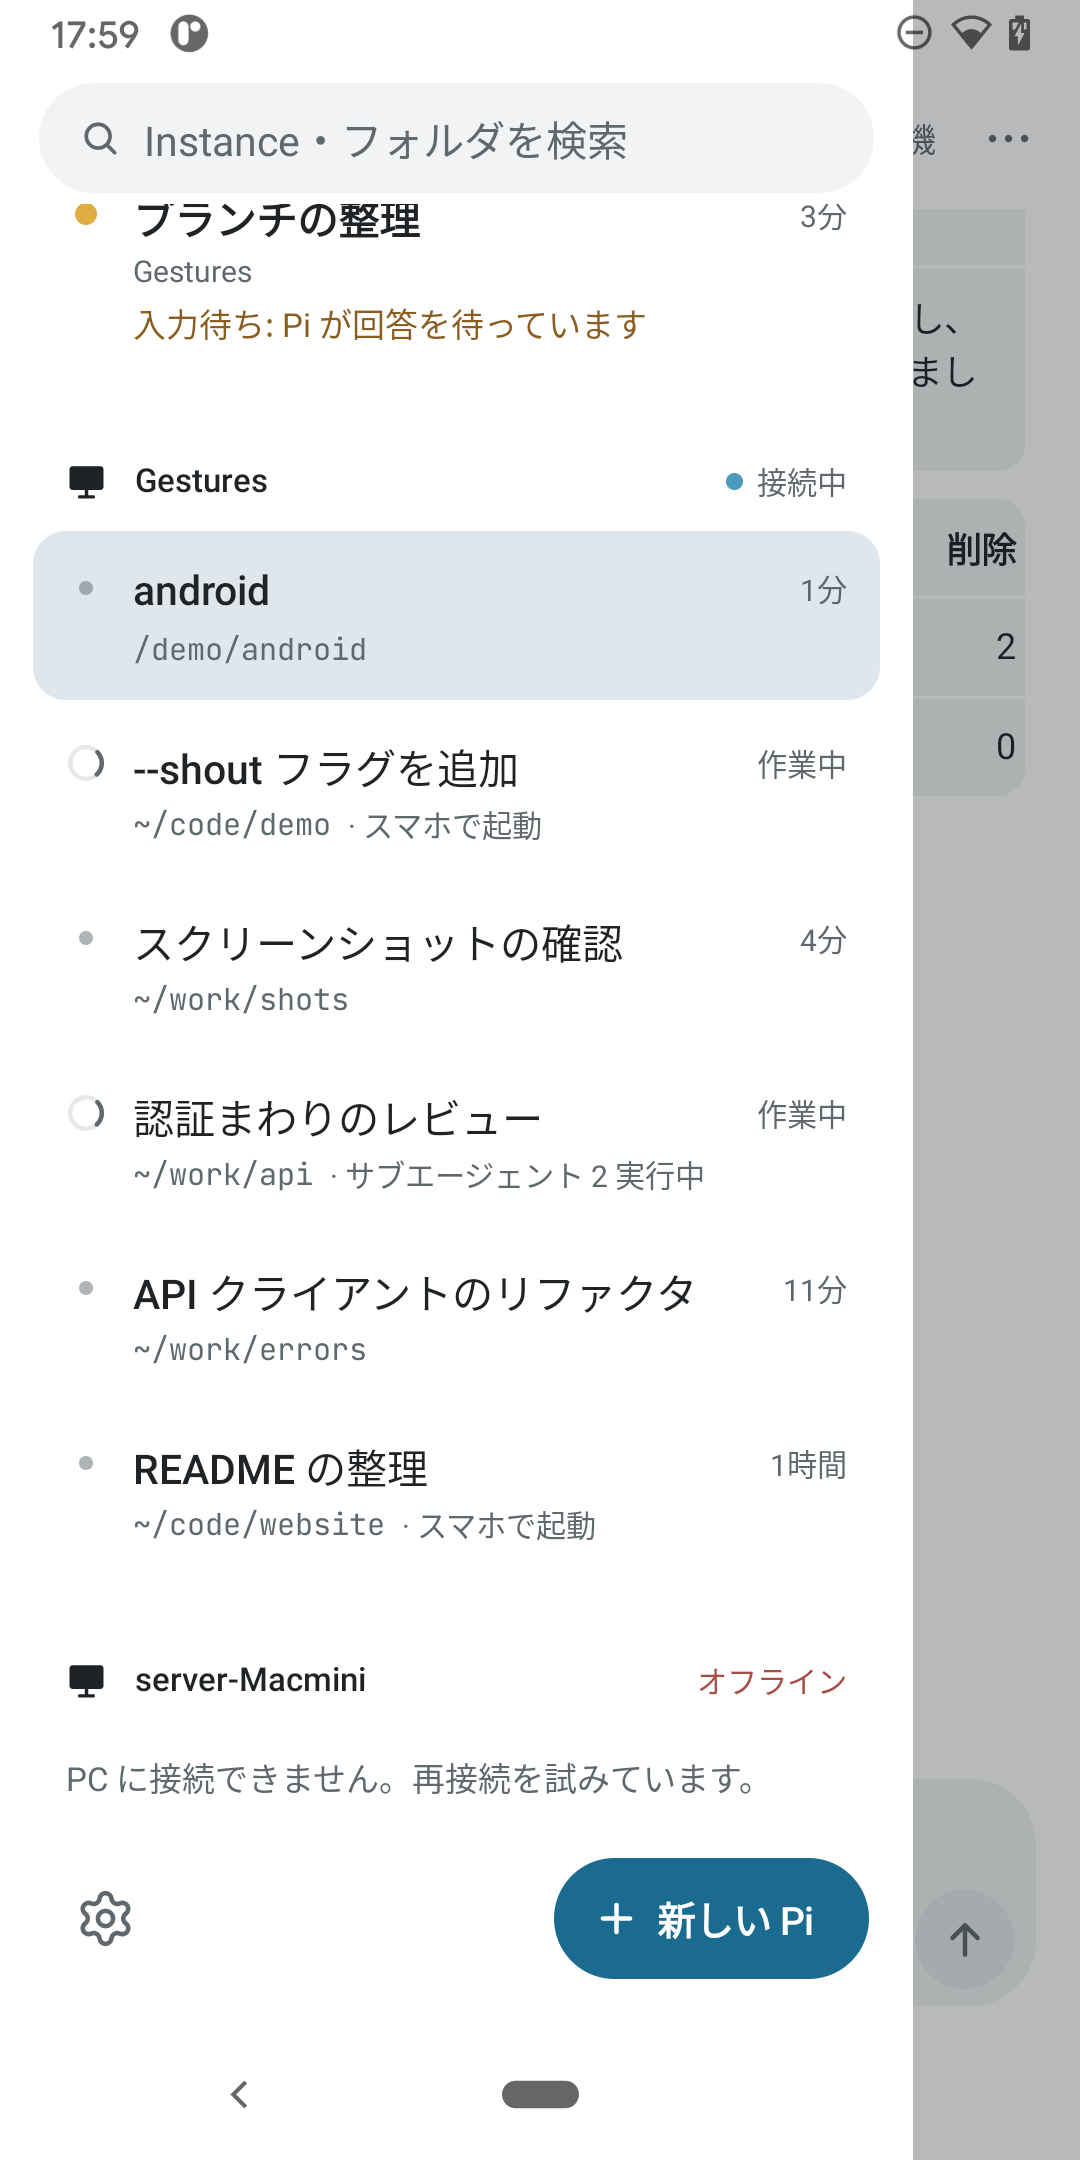 17:59
Instance・フォルダを検索
機
ブランチの整理
3分
Gestures
入力待ち: Pi が回答を待っています
し、
まし
Gestures
接続中
削除
android
1分
/demo/android
2
--shout フラグを追加
作業中
~/code/demo · スマホで起動
0
スクリーンショットの確認
4分
~/work/shots
認証まわりのレビュー
作業中
~/work/api · サブエージェント 2 実行中
API クライアントのリファクタ
11分
~/work/errors
README の整理
1時間
~/code/website · スマホで起動
server-Macmini
オフライン
PC に接続できません。再接続を試みています。
新しい Pi